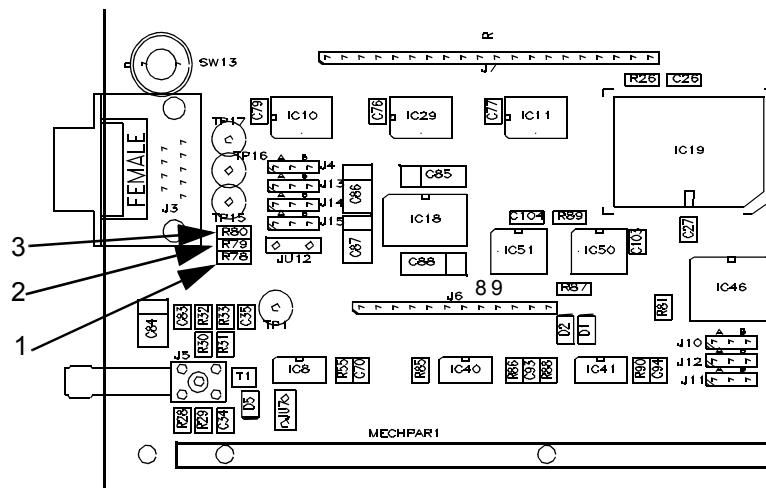 R
SW13
J7
R26 C26
C79 IC10 C76 IC29 C77 IC11
IC19
TP17
FEMALE
TP16
A B
J4
J13
J14
J15
C86
C85
J3
TP15
IC18
C104 R89
C27
3
R80
R79
R78
JU12
C87
C88
IC51
IC50
C103
2
89
R87
IC46
J6
R81
C84 C83 R32 R33 C35
TP1
D2 D1
1
R30 R31
A B
J10
J12
J11
J5
T1
IC8
R55 C70
R85
IC40
R86 C93 R88
IC41
R90 C94
D5
JU7
R28 R29 C34
MECHPAR1